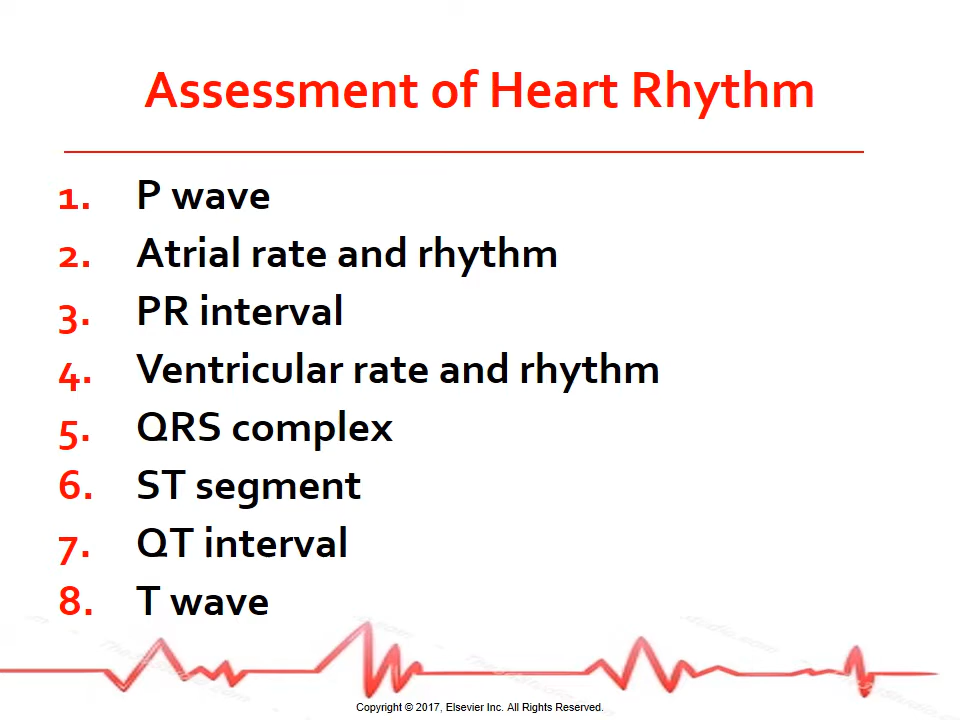 Assessment of Heart Rhythm
1. P wave
2. Atrial rate and rhythm
3. PR interval
4. Ventricular rate and rhythm
5. QRS complex
6. ST segment
7. QT interval
8. T wave
Copyright © 2017, Elsevier Inc. All Rights Reserved.